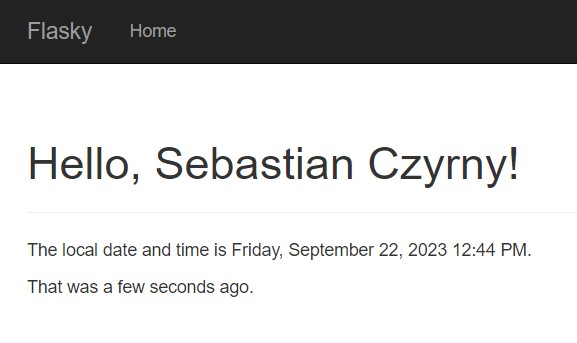 Flasky Home
Hello, Sebastian Czyrny!
The local date and time is Friday, September 22, 2023 12:44 PM.
That was a few seconds ago.